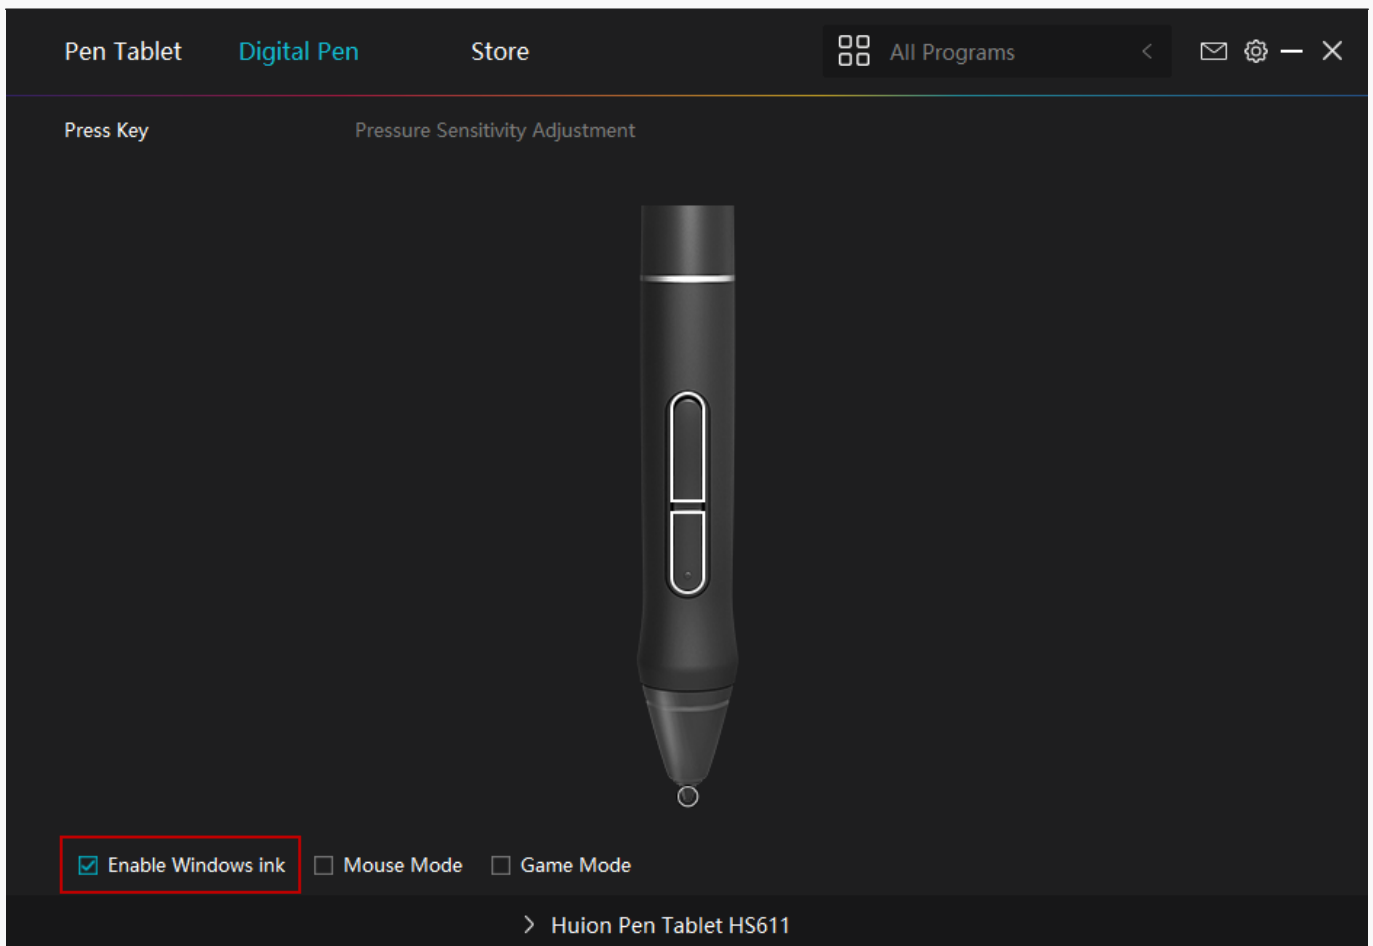 Pen Tablet Digital Pen Store All Programs
Press Key Pressure Sensitivity Adjustment
Enable Windows ink Mouse Mode Game Mode
Huion Pen Tablet HS611